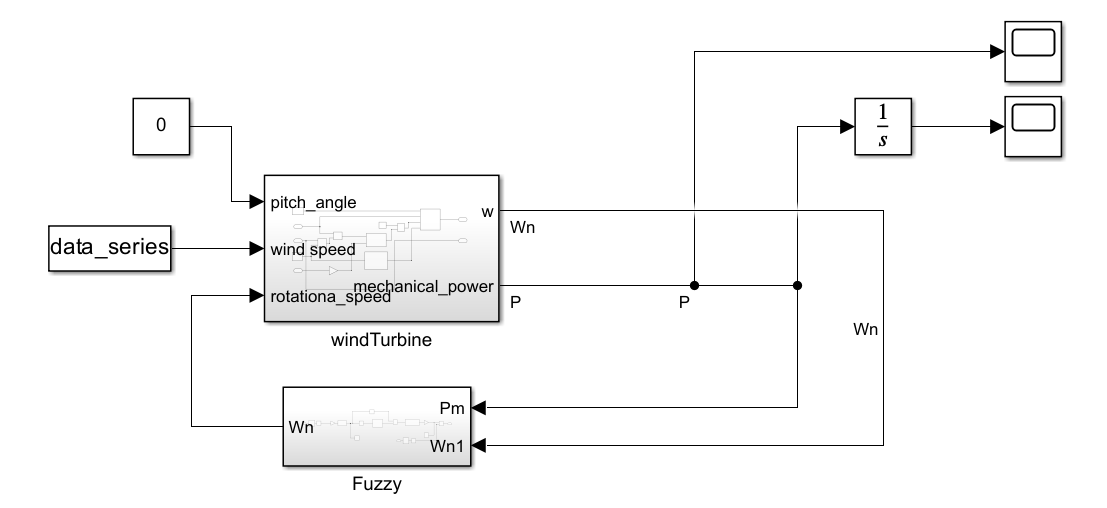 0
1
s
pitch_angle
w
data_series
wind speed
Wn
rotationa_speed
mechanical_power
P
P
windTurbine
Wn
Pm
Wn
Wn1
Fuzzy